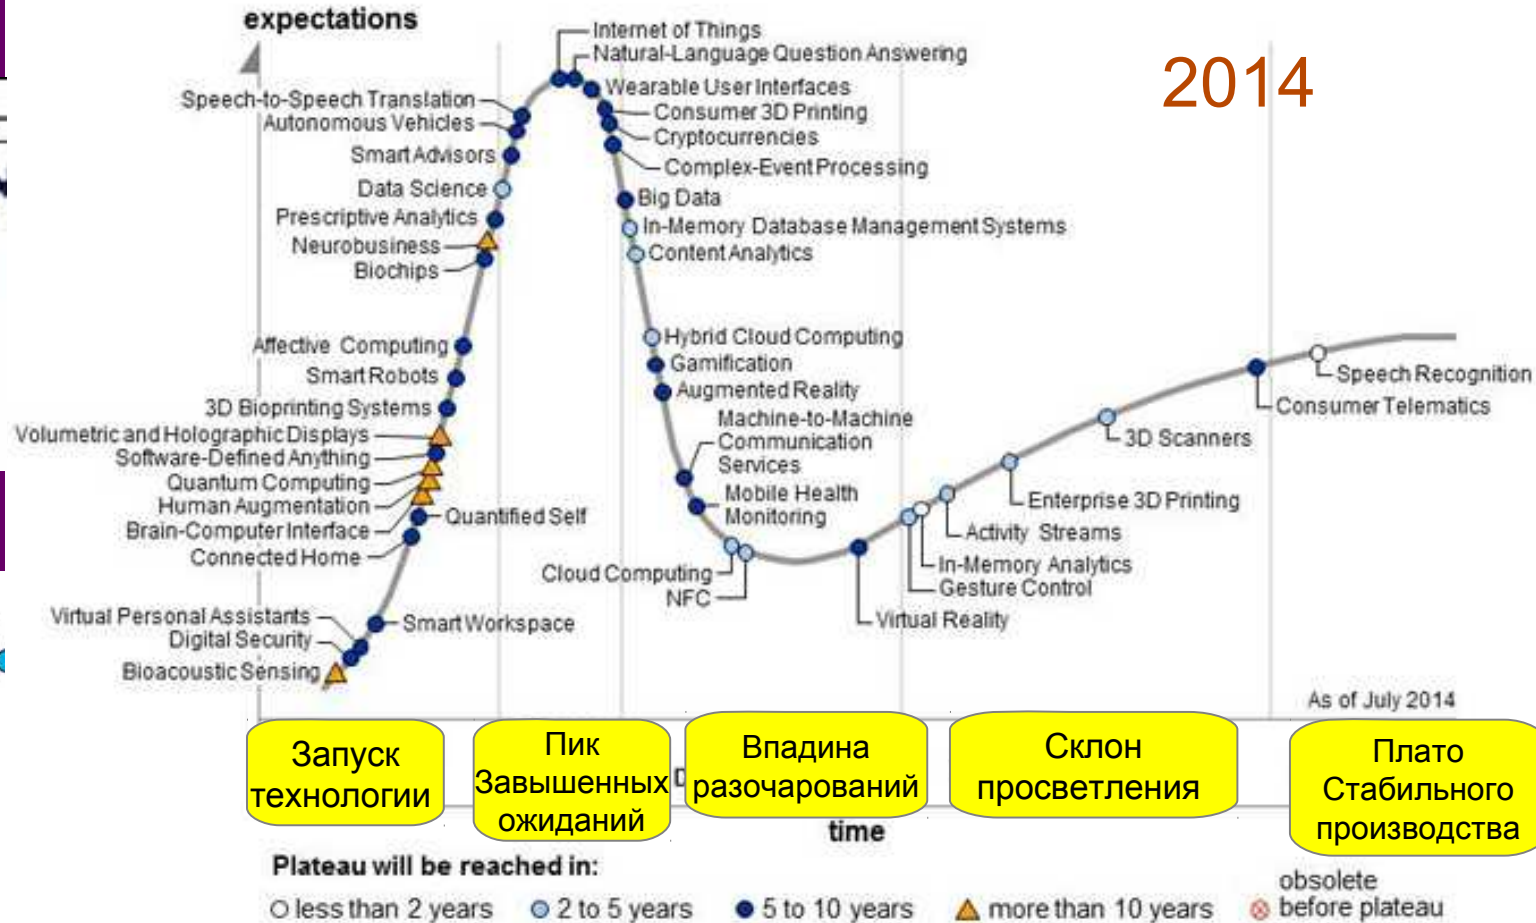 expectations
2014
Internet of Things
Natural-Language Question Answering
Wearable User Interfaces
Consumer 3D Printing
Cryptocurrencies
Complex-Event Processing
Big Data
In-Memory Database Management Systems
Content Analytics
Hybrid Cloud Computing
Gamification
Augmented Reality
Machine-to-Machine
Communication
Services
Mobile Health
Monitoring
Speech-to-Speech Translation
Autonomous Vehicles
Smart Advisors
Data Science
Prescriptive Analytics
Neurobusiness
Biochips
Affective Computing
Smart Robots
3D Bioprinting Systems
Volumetric and Holographic Displays
Software-Defined Anything
Quantum Computing
Human Augmentation
Brain-Computer Interface
Connected Home
Quantified Self
Virtual Personal Assistants
Digital Security
Bioacoustic Sensing
Smart Workspace
Cloud Computing
NFC
Virtual Reality
Gesture Control
In-Memory Analytics
Activity Streams
Enterprise 3D Printing
3D Scanners
Consumer Telematics
Speech Recognition
As of July 2014
Запуск
технологии
Пик
Завышенных
ожиданий
Впадина
разочарований
Склон
просветления
Плато
Стабильного
производства
time
Plateau will be reached in:
less than 2 years
2 to 5 years
5 to 10 years
more than 10 years
obsolete
before plateau